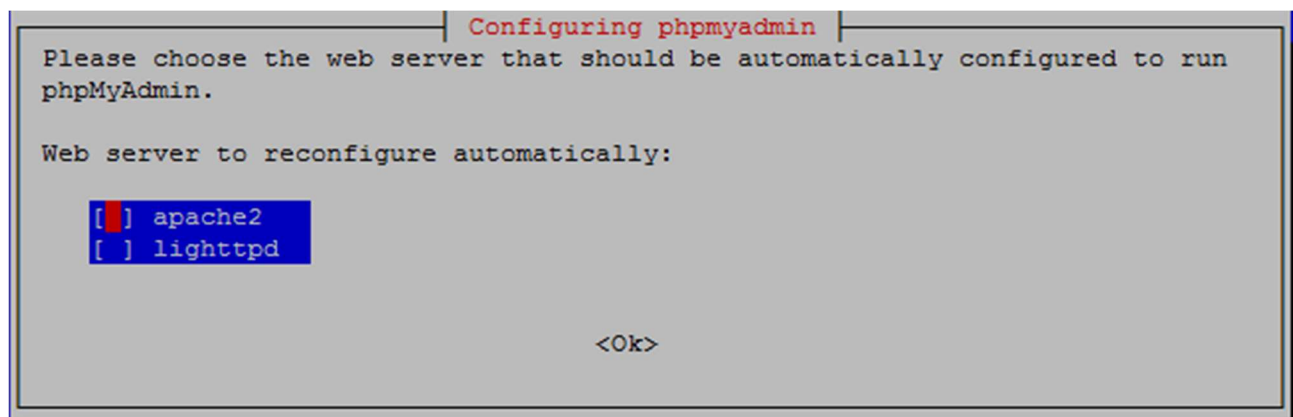 Configuring phpmyadmin
Please choose the web server that should be automatically configured to run
phpMyAdmin.
Web server to reconfigure automatically:
[ ] apache2
[ ] lighttpd
<Ok>